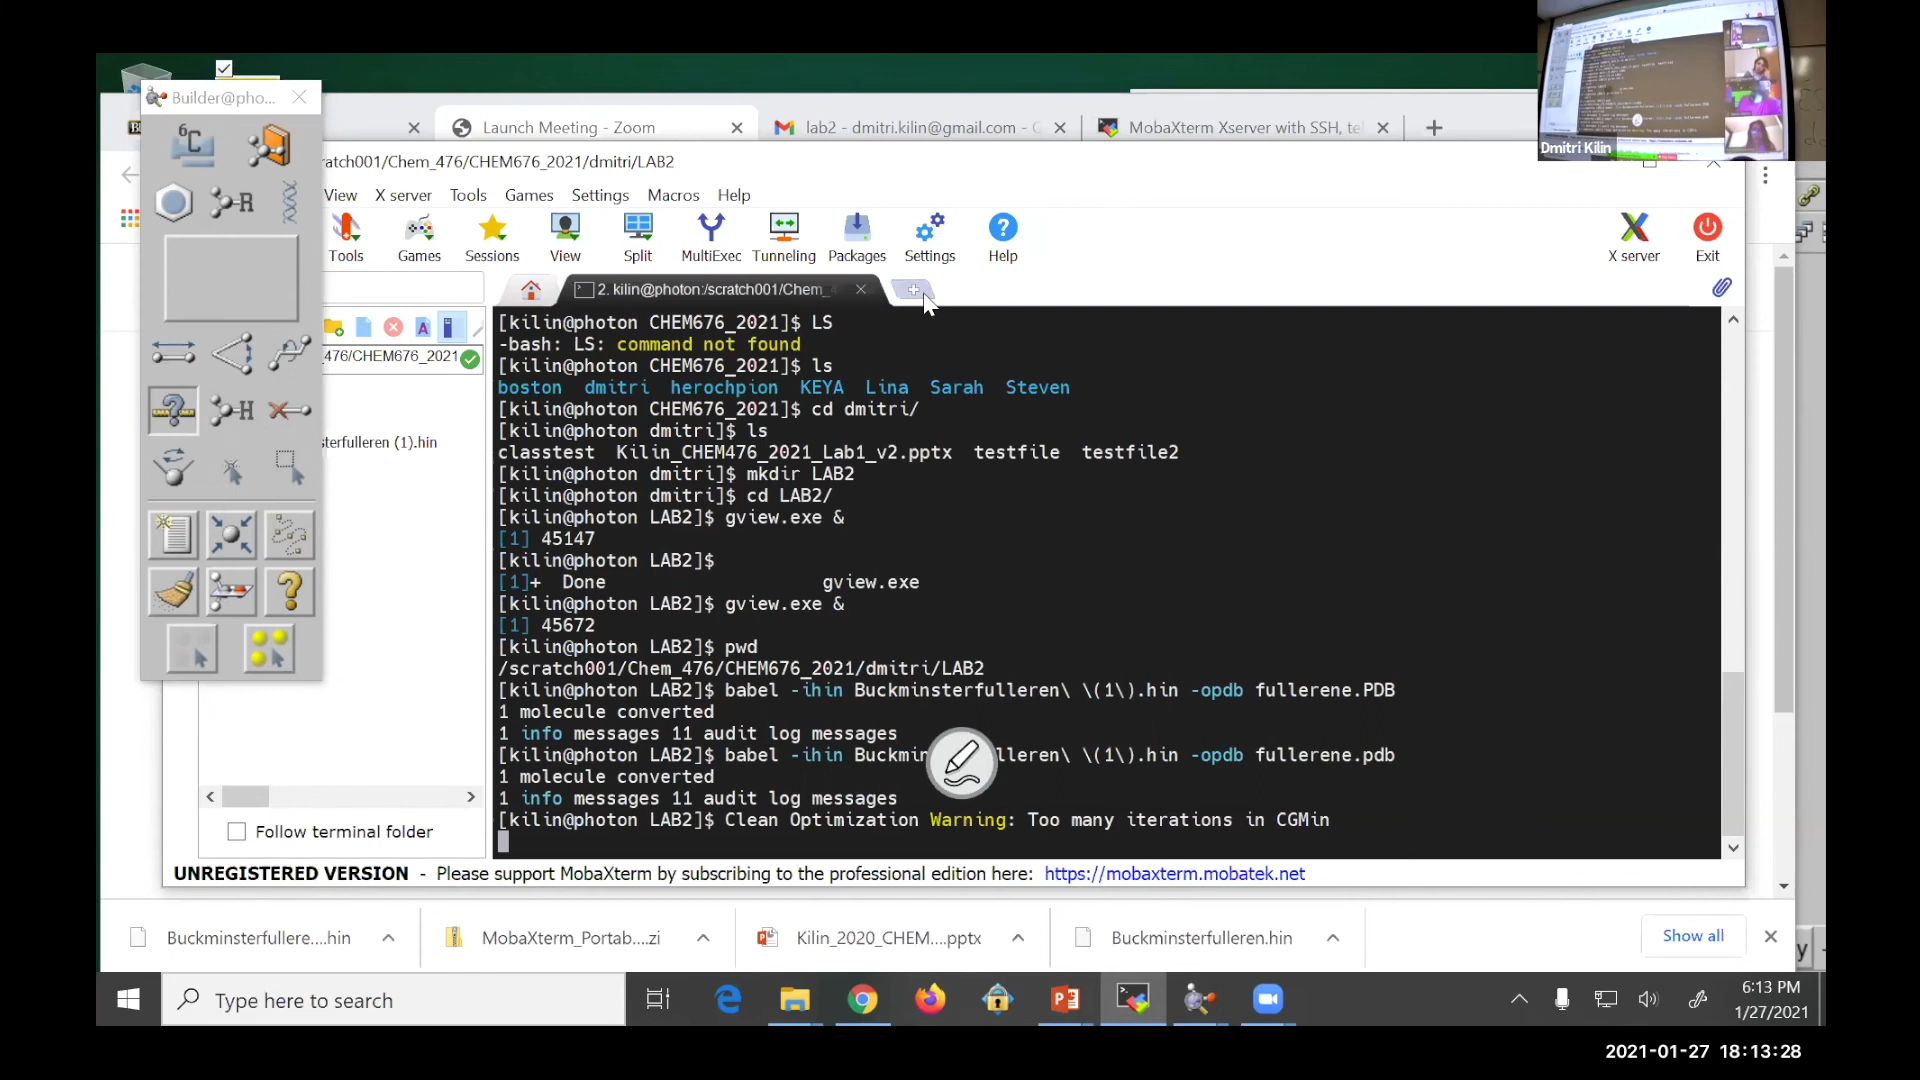 Builder@pho...
Launch Meeting - Zoom
lab2 - dmitri.kilin@gmail.com -
MobaXterm Xserver with SSH, tel
Dmitri Kilin
ratch001/Chem_476/CHEM676_2021/dmitri/LAB2
View X server Tools Games Settings Macros Help
Tools Games Sessions View Split MultiExec Tunneling Packages Settings Help X server Exit
6C
R
2. kilin@photon:/scratch001/Chem_4
476/CHEM676_2021
H
sterfulleren (1).hin
[kilin@photon CHEM676_2021]$ LS
-bash: LS: command not found
[kilin@photon CHEM676_2021]$ ls
boston dmitri herochpion KEYA Lina Sarah Steven
[kilin@photon CHEM676_2021]$ cd dmitri/
[kilin@photon dmitri]$ ls
classtest Kilin_CHEM476_2021_Lab1_v2.pptx testfile testfile2
[kilin@photon dmitri]$ mkdir LAB2
[kilin@photon dmitri]$ cd LAB2/
[kilin@photon LAB2]$ gview.exe &
[1] 45147
[kilin@photon LAB2]$
[1]+ Done gview.exe
[kilin@photon LAB2]$ gview.exe &
[1] 45672
[kilin@photon LAB2]$ pwd
/scratch001/Chem_476/CHEM676_2021/dmitri/LAB2
[kilin@photon LAB2]$ babel -ihin Buckminsterfulleren\ \(1\).hin -opdb fullerene.PDB
1 molecule converted
1 info messages 11 audit log messages
[kilin@photon LAB2]$ babel -ihin Buckmin lleren\ \(1\).hin -opdb fullerene.pdb
1 molecule converted
1 info messages 11 audit log messages
[kilin@photon LAB2]$ Clean Optimization Warning: Too many iterations in CGMin
Follow terminal folder
UNREGISTERED VERSION - Please support MobaXterm by subscribing to the professional edition here: https://mobaxterm.mobatek.net
Buckminsterfullere....hin
MobaXterm_Portab....zi
Kilin_2020_CHEM....pptx
Buckminsterfulleren.hin
Show all
y
Type here to search
6:13 PM
1/27/2021
2021-01-27 18:13:28